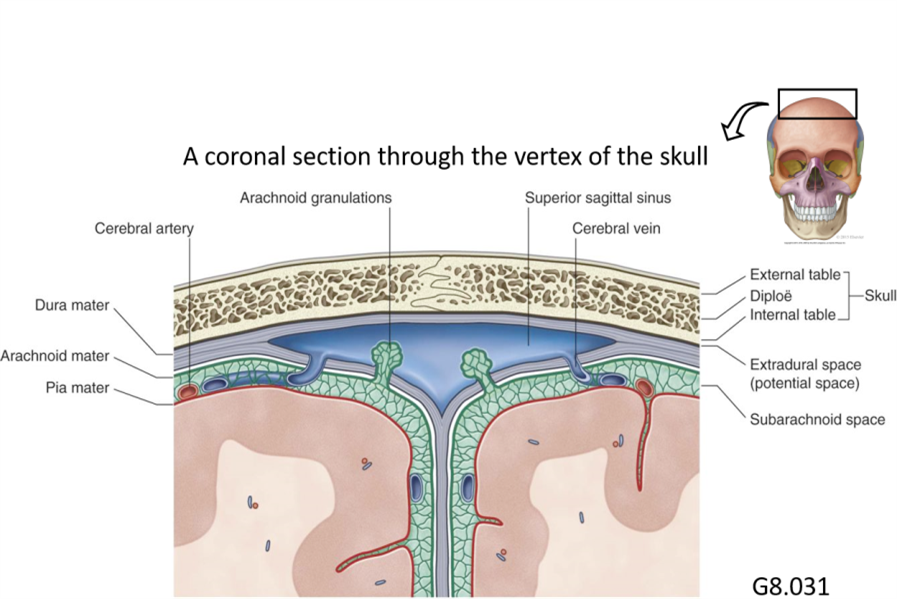 A coronal section through the vertex of the skull
Arachnoid granulations
Superior sagittal sinus
Cerebral artery
Cerebral vein
External table
Diploë
Skull
Internal table
Dura mater
Arachnoid mater
Pia mater
Extradural space
(potential space)
Subarachnoid space
G8.031